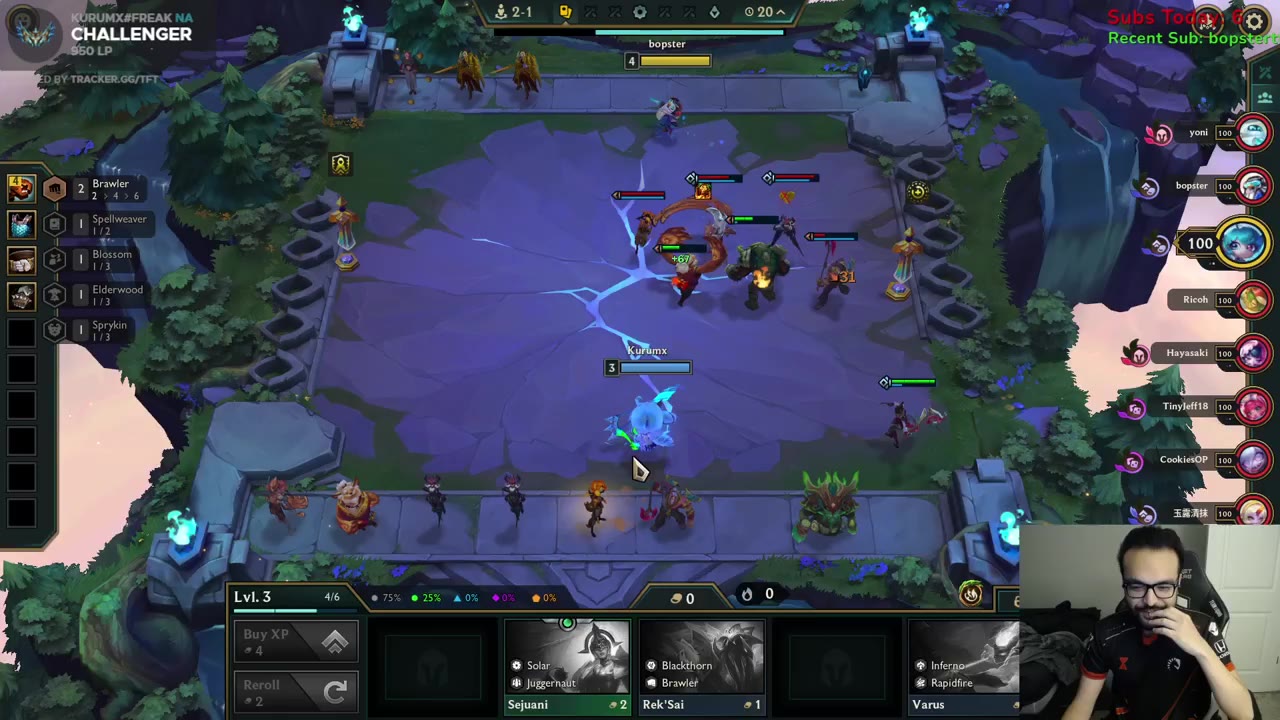 KURUMX#FREAK NA
CHALLENGER
950 LP
ED BY TRACKER.GG/TFT
2-1
20
Subs Today: 6
Recent Sub: bopster
bopster
4
yoni 100
bopster 100
100
Ricoh 100
Hayasaki 100
TinyJeff18 100
CookiesOP 100
玉露清抹 100
2 Brawler
2 > 4 > 6
1 Spellweaver
1 / 2
1 Blossom
1 / 3
1 Elderwood
1 / 3
1 Sprykin
1 / 3
+67
31
Kurumx
3
Lvl. 3 4/6
75% 25% 0% 0% 0%
0
0
Buy XP
4
Reroll
2
Solar
Juggernaut
Sejuani 2
Blackthorn
Brawler
Rek'Sai 1
Inferno
Rapidfire
Varus